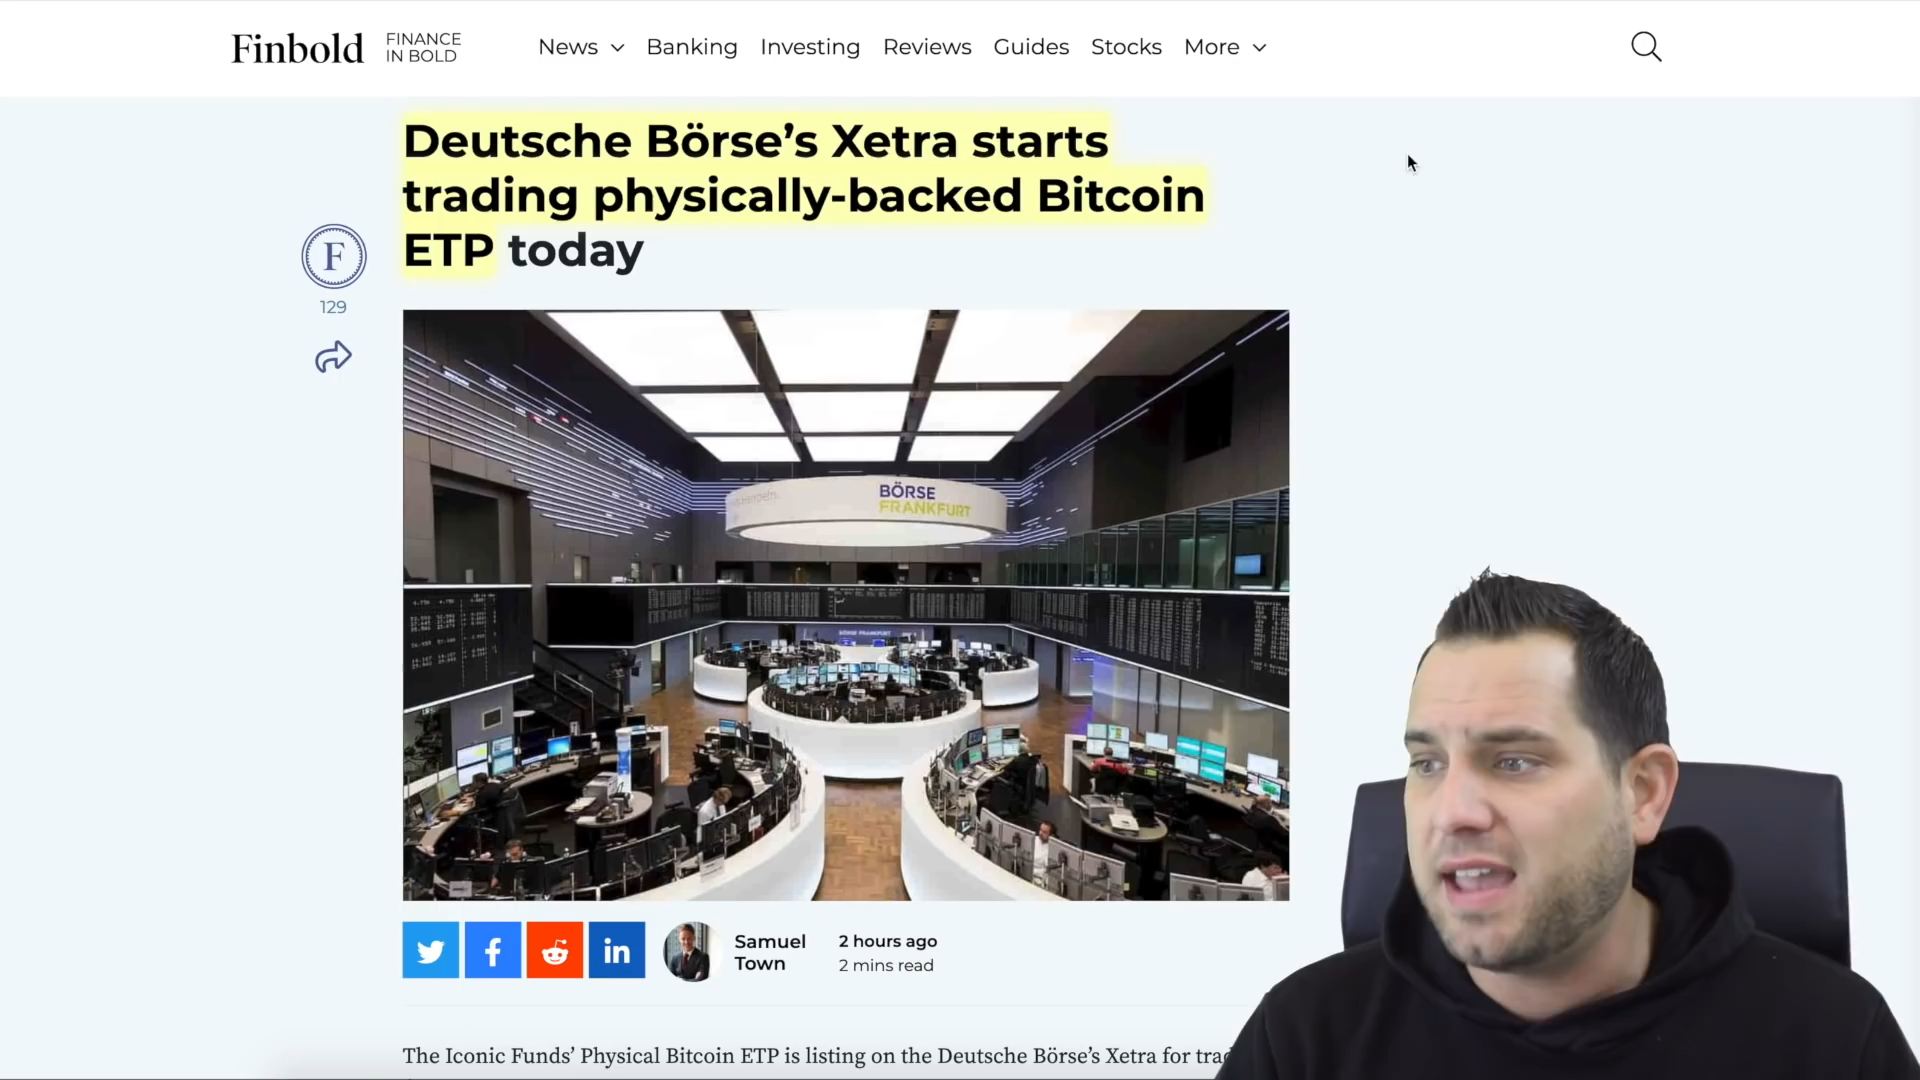 Finbold
FINANCE
IN BOLD
News
Banking
Investing
Reviews
Guides
Stocks
More
Deutsche Börse's Xetra starts
trading physically-backed Bitcoin
ETP today
F
129
BÖRSE
FRANKFURT
BÖRSE FRANKFURT
Samuel
Town
2 hours ago
2 mins read
The Iconic Funds' Physical Bitcoin ETP is listing on the Deutsche Börse's Xetra for